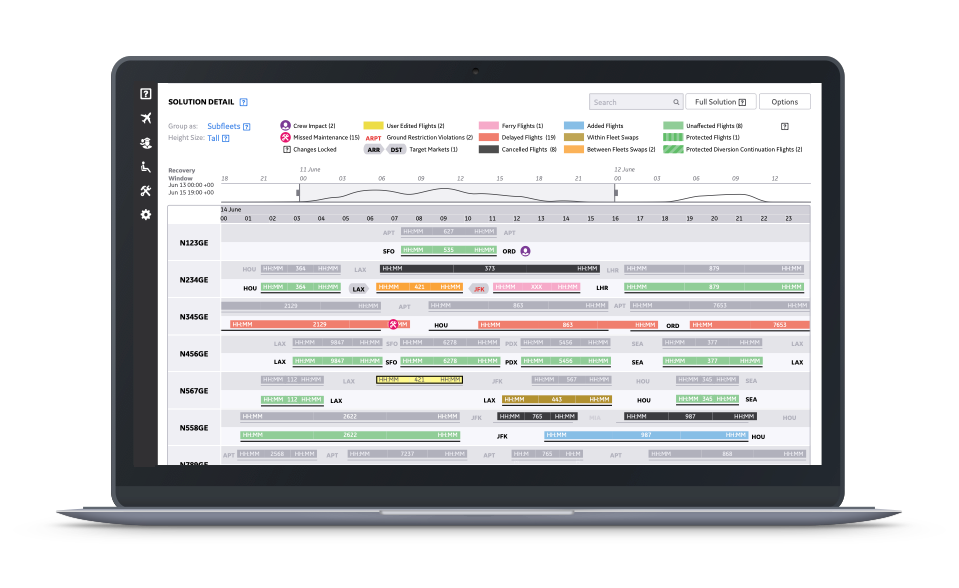 SOLUTION DETAIL ?
Search Full Solution ? Options
Group as: Subfleets ?
Height Size: Tall ?
Crew Impact (2) User Edited Flights (2) Ferry Flights (1) Added Flights Unaffected Flights (8) ?
Missed Maintenance (15) ARPT Ground Restriction Violations (2) Delayed Flights (19) Within Fleet Swaps Protected Flights (1)
? Changes Locked ARR DST Target Markets (1) Cancelled Flights (8) Between Fleets Swaps (2) Protected Diversion Continuation Flights (2)
Recovery Window
11 June 12 June
18 21 00 03 06 09 12 15 18 21 00 03 06 09 12
Jun 13 00:00 +00
Jun 15 19:00 +00
14 June
00 01 02 03 04 05 06 07 08 09 10 11 12 13 14 15 16 17 18 19 20 21 22 23
N123GE
APT HH:MM 627 HH:MM APT
SFO HH:MM 535 HH:MM ORD
N234GE
HOU HH:MM 364 HH:MM LAX HH:MM 373 HH:MM LHR HH:MM 879 HH:MM
HOU HH:MM 364 HH:MM LAX HH:MM 421 HH:MM JFK HH:MM XXX HH:MM LHR HH:MM 879 HH:MM
N345GE
2129 HH:MM APT HH:MM 863 HH:MM APT HH:MM 7653
HH:MM 2129 HOU HH:MM 863 HH:MM ORD HH:MM 7653
N456GE
LAX HH:MM 9847 HH:MM SFO HH:MM 6278 HH:MM PDX HH:MM 5456 HH:MM SEA HH:MM 377 HH:MM LAX
LAX HH:MM 9847 HH:MM SFO HH:MM 6278 HH:MM PDX HH:MM 5456 HH:MM SEA HH:MM 377 HH:MM LAX
N567GE
HH:MM 112 HH:MM LAX HH:MM 421 HH:MM JFK HH:MM 567 HH:MM HOU HH:MM 345 HH:MM SEA
HH:MM 112 HH:MM LAX LAX HH:MM 443 HH:MM HOU HH:MM 345 HH:MM SEA
N558GE
HH:MM 2622 HH:MM JFK HH:MM 765 HH:MM HH:MM 987 HH:MM HOU
HH:MM 2622 HH:MM JFK HH:MM 987 HH:MM HOU
N789GE
APT HH:MM 2568 HH:MM APT HH:MM 7237 HH:MM APT HH:M 765 HH:MM APT HH:MM 868 HH:MM